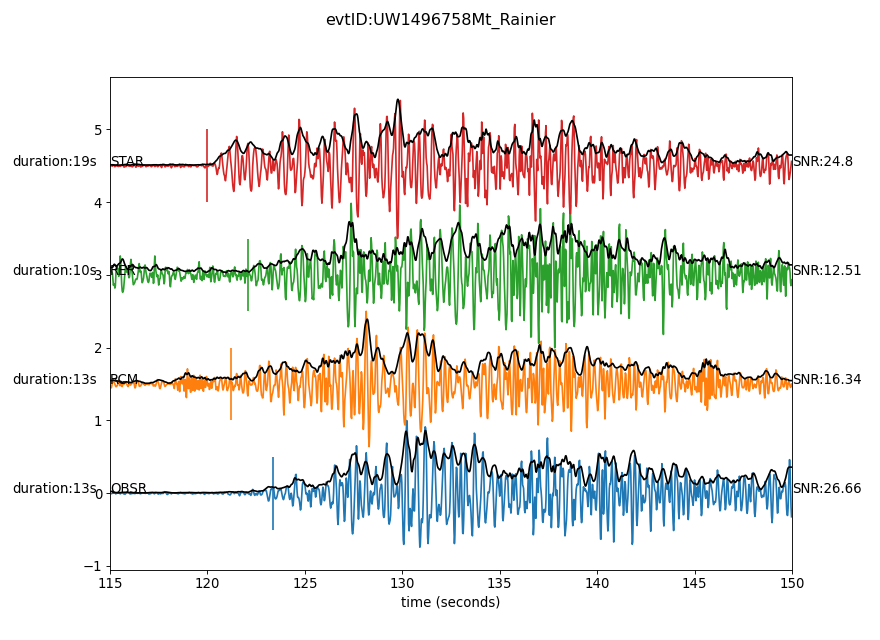 evtID:UW1496758Mt_Rainier
5
duration:19s STAR SNR:24.8
4
duration:10s 3 RER SNR:12.51
2
duration:13s RCM SNR:16.34
1
duration:13s 0 OBSR SNR:26.66
−1
115 120 125 130 135 140 145 150
time (seconds)